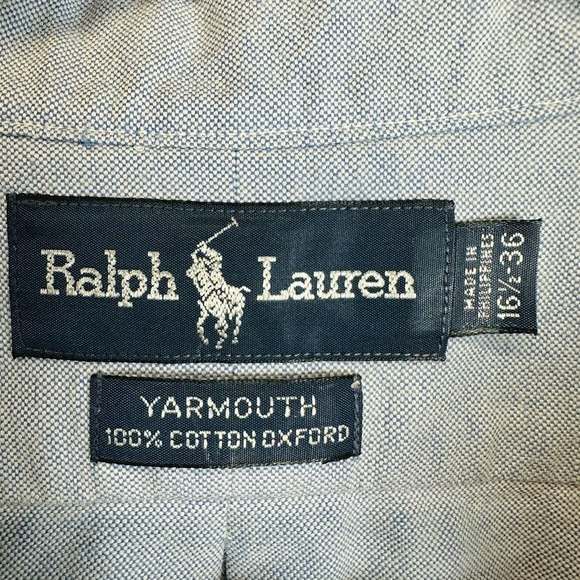 Ralph Lauren
MADE IN
PHILIPPINES
16½-36
YARMOUTH
100% COTTON OXFORD